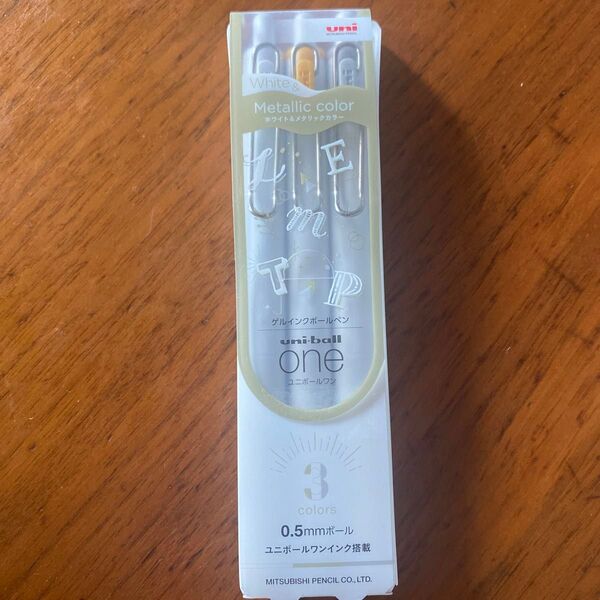 uni
MITSUBISHI PENCIL
White &
Metallic color
ホワイト&メタリックカラー
L E
m
T P
ゲルインクボールペン
uni-ball
one
ユニボールワン
3
colors
0.5mmボール
ユニボールワンインク搭載
MITSUBISHI PENCIL CO., LTD.